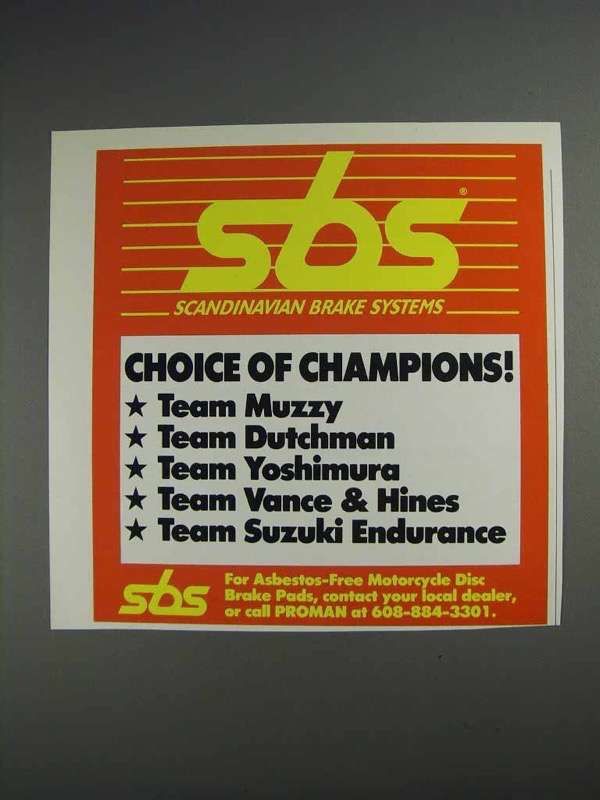 sbs®
SCANDINAVIAN BRAKE SYSTEMS
CHOICE OF CHAMPIONS!
★ Team Muzzy
★ Team Dutchman
★ Team Yoshimura
★ Team Vance & Hines
★ Team Suzuki Endurance
sbs
For Asbestos-Free Motorcycle Disc
Brake Pads, contact your local dealer,
or call PROMAN at 608-884-3301.